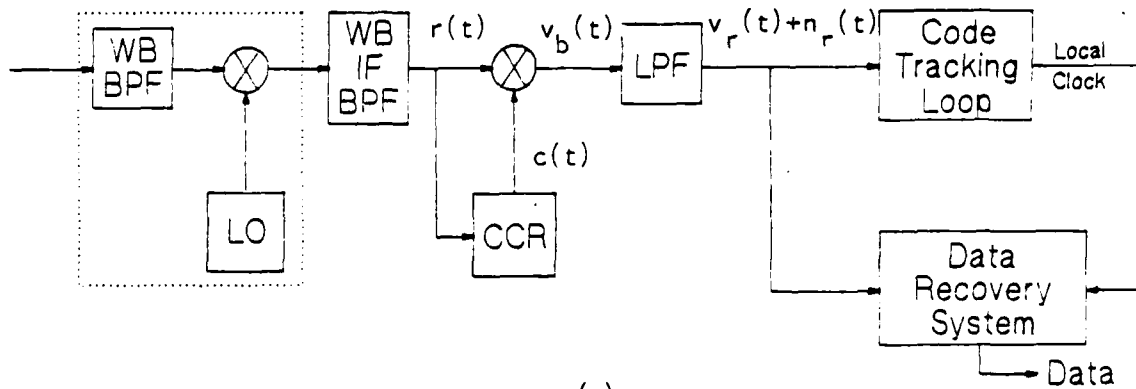 WB
BPF
LO
WB
IF
BPF
r(t)
c(t)
CCR
v_b(t)
LPF
v_r(t)+n_r(t)
Code
Tracking
Loop
Local
Clock
Data
Recovery
System
Data